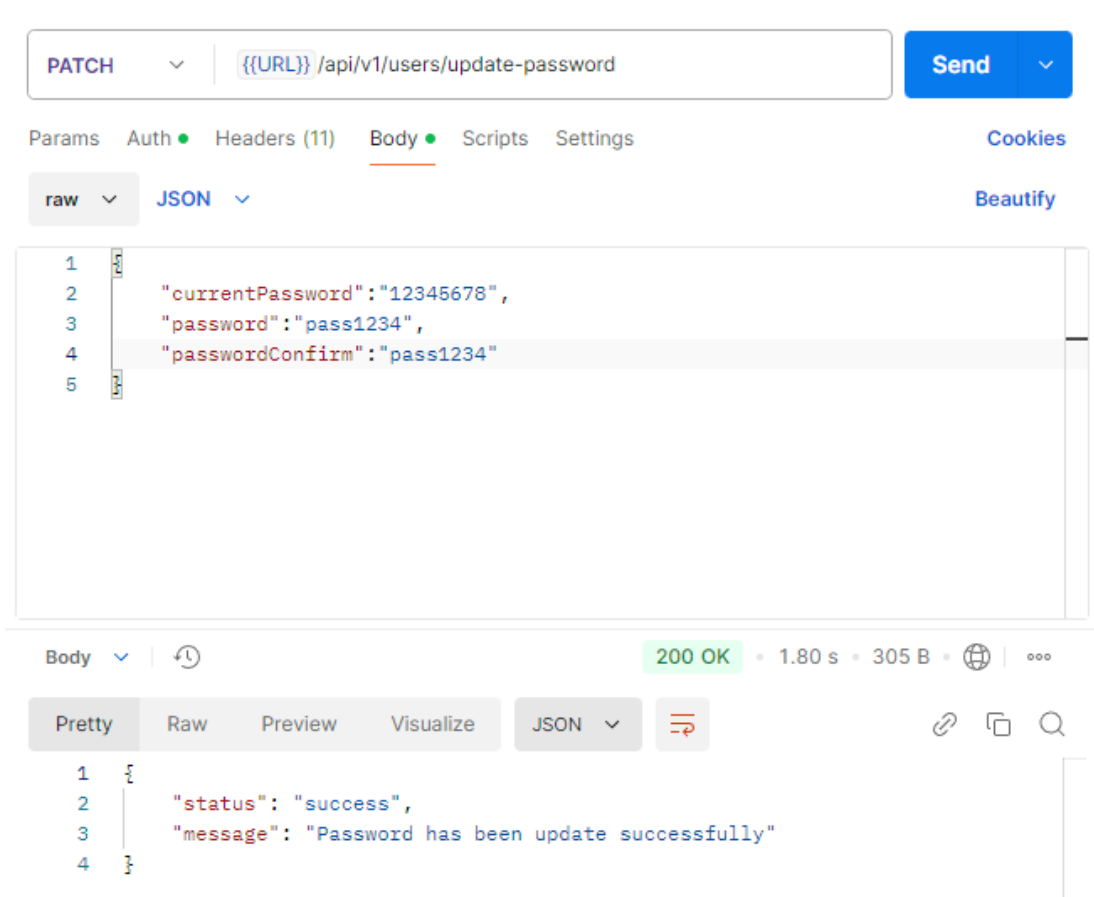 PATCH {{URL}} /api/v1/users/update-password Send
Params Auth Headers (11) Body Scripts Settings Cookies
raw JSON Beautify
1 {
2 "currentPassword":"12345678",
3 "password":"pass1234",
4 "passwordConfirm":"pass1234"
5 }
Body 200 OK 1.80 s 305 B
Pretty Raw Preview Visualize JSON
1 {
2 "status": "success",
3 "message": "Password has been update successfully"
4 }